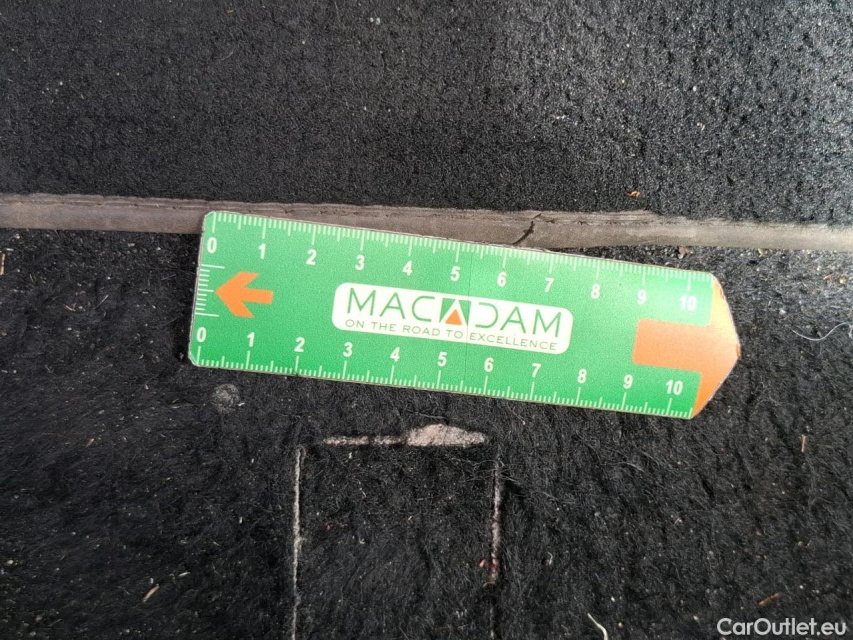 0 1 2 3 4 5 6 7 8 9 10
MACADAM
ON THE ROAD TO EXCELLENCE
0 1 2 3 4 5 6 7 8 9 10
CarOutlet.eu